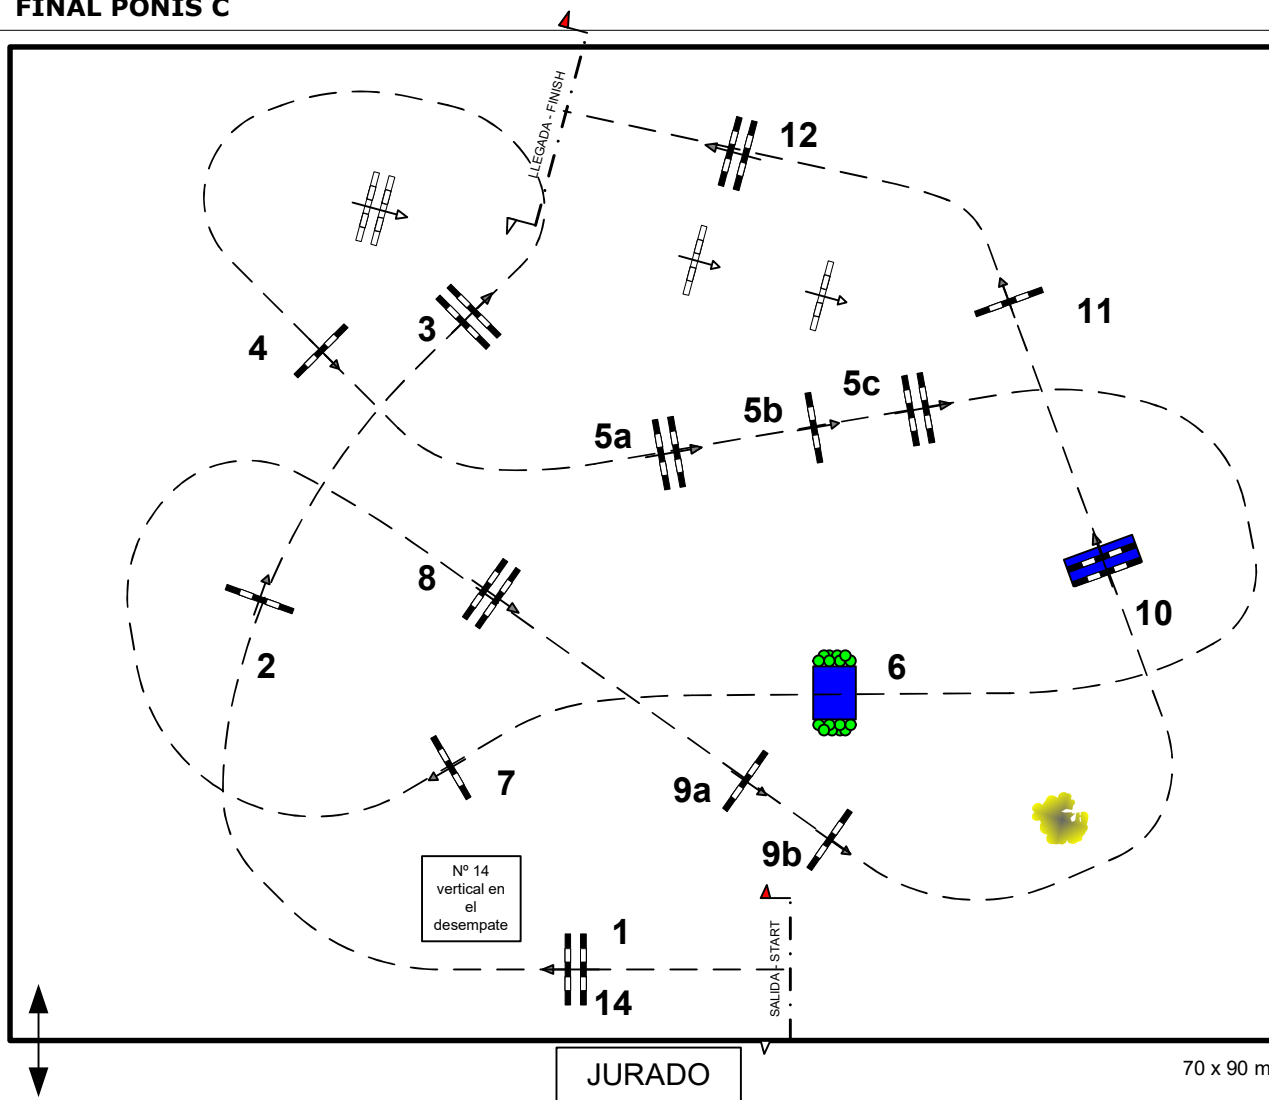 FINAL PONIS C
LLEGADA - FINISH
12
11
3
4
5c
5b
5a
8
10
2
6
7
9a
9b
Nº 14
vertical en
el
desempate
1
14
SALIDA - START
JURADO
70 x 90 m